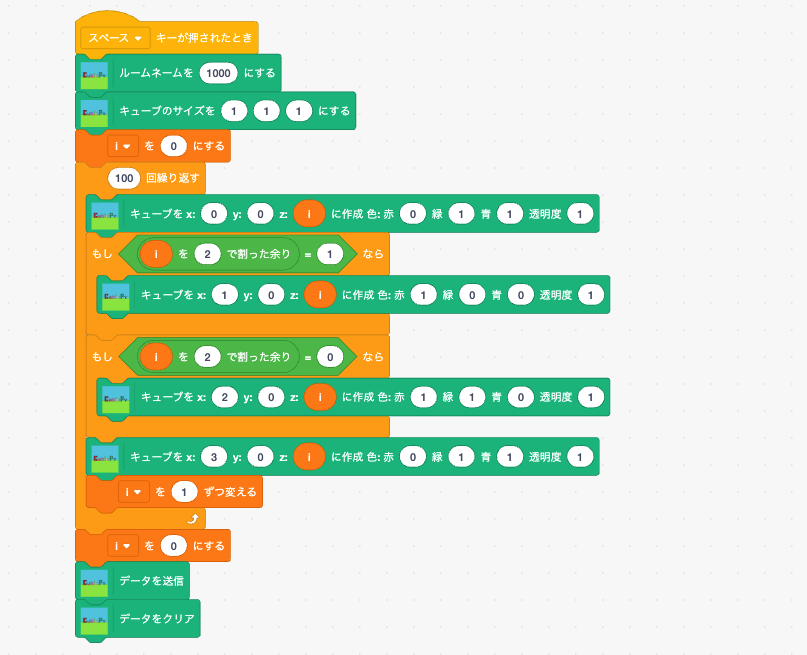 スペース キーが押されたとき
ルームネームを 1000 にする
キューブのサイズを 1 1 1 にする
i を 0 にする
100 回繰り返す
キューブを x: 0 y: 0 z: i に作成 色: 赤 0 緑 1 青 1 透明度 1
もし i を 2 で割った余り = 1 なら
キューブを x: 1 y: 0 z: i に作成 色: 赤 1 緑 0 青 0 透明度 1
もし i を 2 で割った余り = 0 なら
キューブを x: 2 y: 0 z: i に作成 色: 赤 1 緑 1 青 0 透明度 1
キューブを x: 3 y: 0 z: i に作成 色: 赤 0 緑 1 青 1 透明度 1
i を 1 ずつ変える
i を 0 にする
データを送信
データをクリア